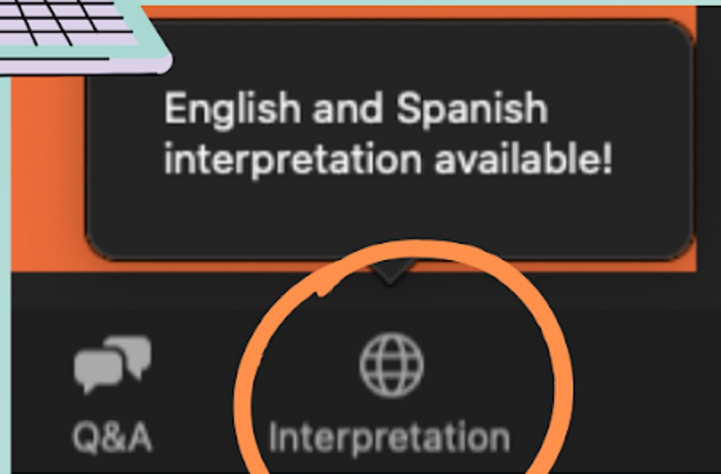 English and Spanish
interpretation available!
Q&A
Interpretation